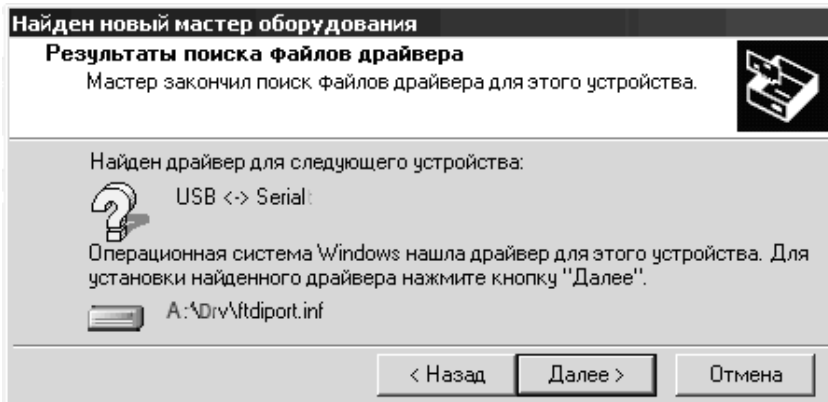 Найден новый мастер оборудования
Результаты поиска файлов драйвера
Мастер закончил поиск файлов драйвера для этого устройства.
Найден драйвер для следующего устройства:
USB <-> Serial
Операционная система Windows нашла драйвер для этого устройства. Для
установки найденного драйвера нажмите кнопку "Далее".
A:\Drv\ftdiport.inf
< Назад
Далее >
Отмена